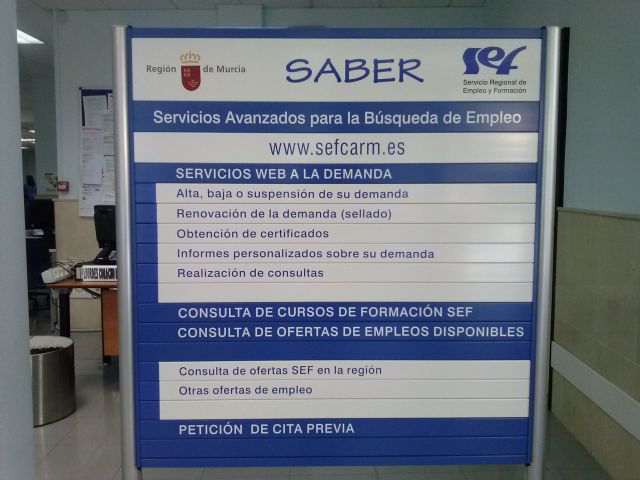 Región de Murcia
SABER
SeF
Servicio Regional de
Empleo y Formación
Servicios Avanzados para la Búsqueda de Empleo
www.sefcarm.es
SERVICIOS WEB A LA DEMANDA
Alta, baja o suspensión de su demanda
Renovación de la demanda (sellado)
Obtención de certificados
Informes personalizados sobre su demanda
Realización de consultas
CONSULTA DE CURSOS DE FORMACIÓN SEF
CONSULTA DE OFERTAS DE EMPLEOS DISPONIBLES
Consulta de ofertas SEF en la región
Otras ofertas de empleo
PETICIÓN DE CITA PREVIA